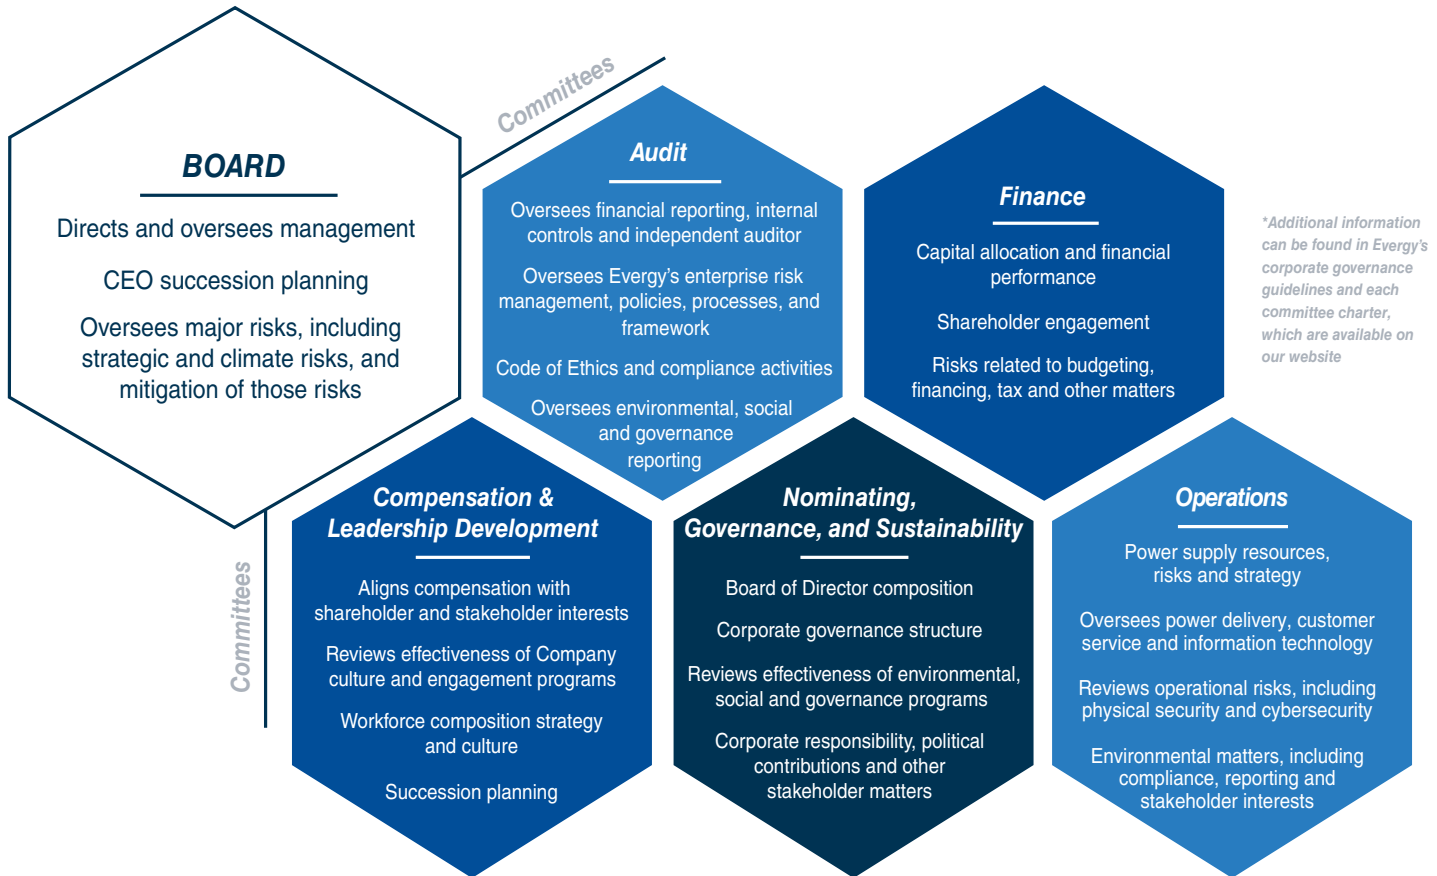 BOARD
Directs and oversees management
CEO succession planning
Oversees major risks, including
strategic and climate risks, and
mitigation of those risks
Committees
Audit
Oversees financial reporting, internal
controls and independent auditor
Oversees Evergy's enterprise risk
management, policies, processes, and
framework
Code of Ethics and compliance activities
Oversees environmental, social
and governance
reporting
Finance
Capital allocation and financial
performance
Shareholder engagement
Risks related to budgeting,
financing, tax and other matters
*Additional information
can be found in Evergy's
corporate governance
guidelines and each
committee charter,
which are available on
our website
Committees
Compensation &
Leadership Development
Aligns compensation with
shareholder and stakeholder interests
Reviews effectiveness of Company
culture and engagement programs
Workforce composition strategy
and culture
Succession planning
Nominating,
Governance, and Sustainability
Board of Director composition
Corporate governance structure
Reviews effectiveness of environmental,
social and governance programs
Corporate responsibility, political
contributions and other
stakeholder matters
Operations
Power supply resources,
risks and strategy
Oversees power delivery, customer
service and information technology
Reviews operational risks, including
physical security and cybersecurity
Environmental matters, including
compliance, reporting and
stakeholder interests